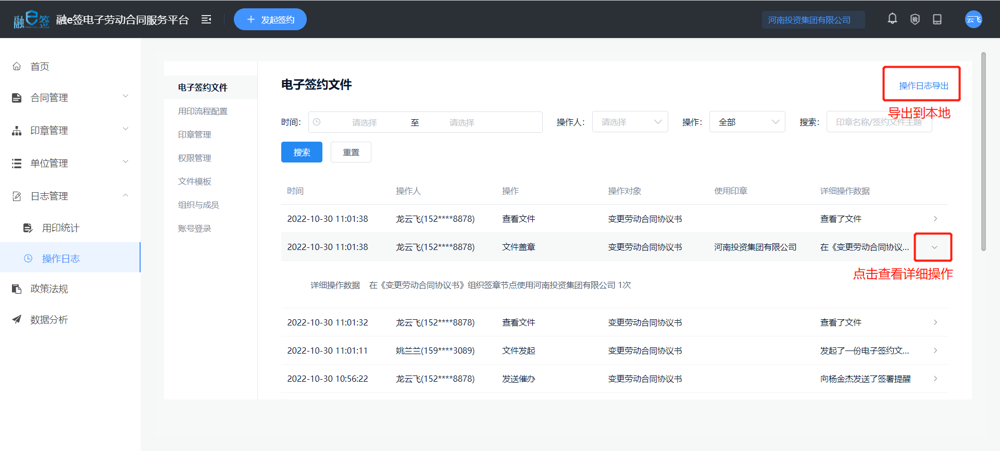 融e签 融e签电子劳动合同服务平台 + 发起签约 河南投资集团有限公司 云飞
首页
合同管理
印章管理
单位管理
日志管理
用印统计
操作日志
政策法规
数据分析
电子签约文件
用印流程配置
印章管理
权限管理
文件模板
组织与成员
账号登录
电子签约文件
操作日志导出
导出到本地
时间： 请选择 至 请选择 操作人： 请选择 操作： 全部 搜索： 印章名称/签约文件主题
搜索 重置
时间 操作人 操作 操作对象 使用印章 详细操作数据
2022-10-30 11:01:38 龙云飞(152****8878) 查看文件 变更劳动合同协议书 查看了文件
2022-10-30 11:01:38 龙云飞(152****8878) 文件盖章 变更劳动合同协议书 河南投资集团有限公司 在《变更劳动合同协议...
点击查看详细操作
详细操作数据 在《变更劳动合同协议书》组织签章节点使用河南投资集团有限公司 1次
2022-10-30 11:01:32 龙云飞(152****8878) 查看文件 变更劳动合同协议书 查看了文件
2022-10-30 11:01:11 姚兰兰(159****3089) 文件发起 变更劳动合同协议书 发起了一份电子签约文...
2022-10-30 10:56:22 龙云飞(152****8878) 发送催办 变更劳动合同协议书 向杨金杰发送了签署提醒